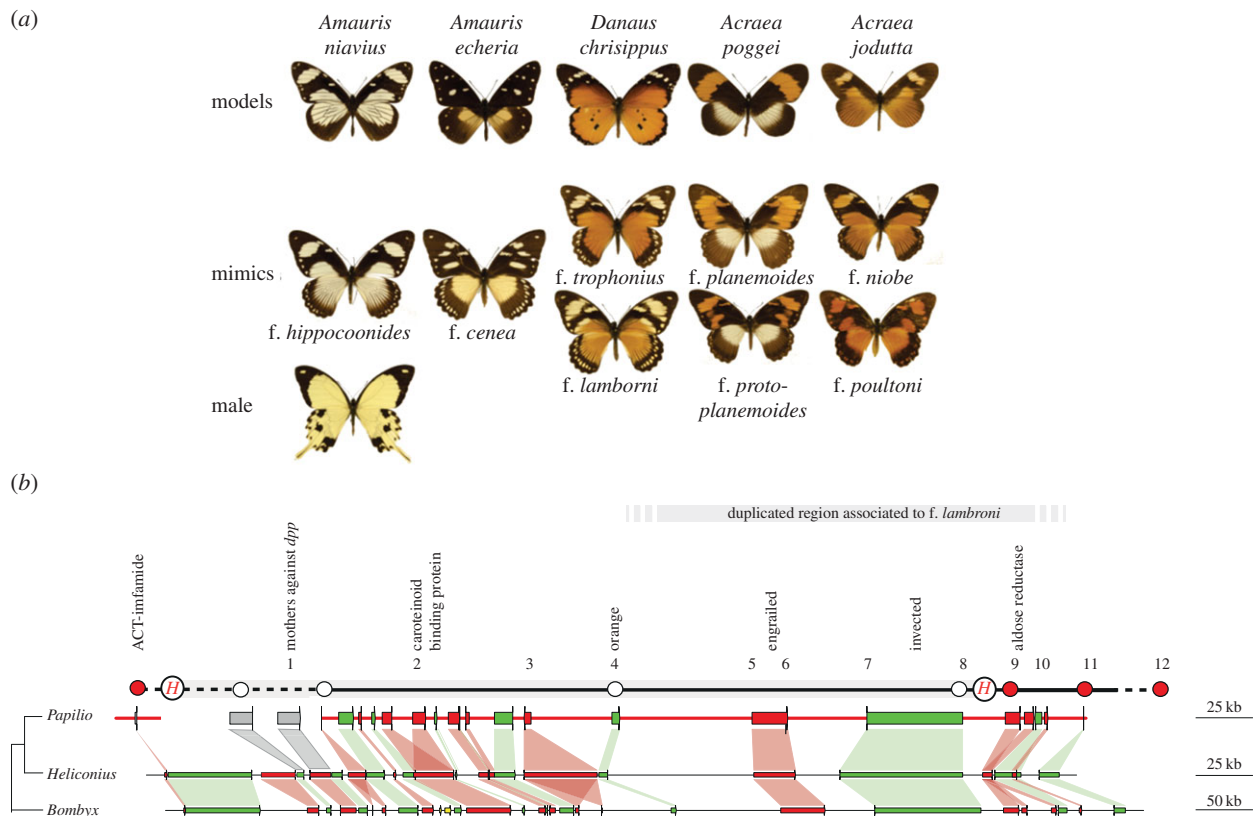 (a)
Amauris niavius
Amauris echeria
Danaus chrisippus
Acraea poggei
Acraea jodutta
models
mimics
f. hippocoonides
f. cenea
f. trophonius
f. planemoides
f. niobe
f. lamborni
f. proto-
planemoides
f. poultoni
male
(b)
duplicated region associated to f. lambroni
ACT-imfamide
mothers against dpp
caroteinoid
binding protein
orange
engrailed
invected
aldose reductase
1 2 3 4 5 6 7 8 9 10 11 12
H H
Papilio
25 kb
Heliconius
25 kb
Bombyx
50 kb